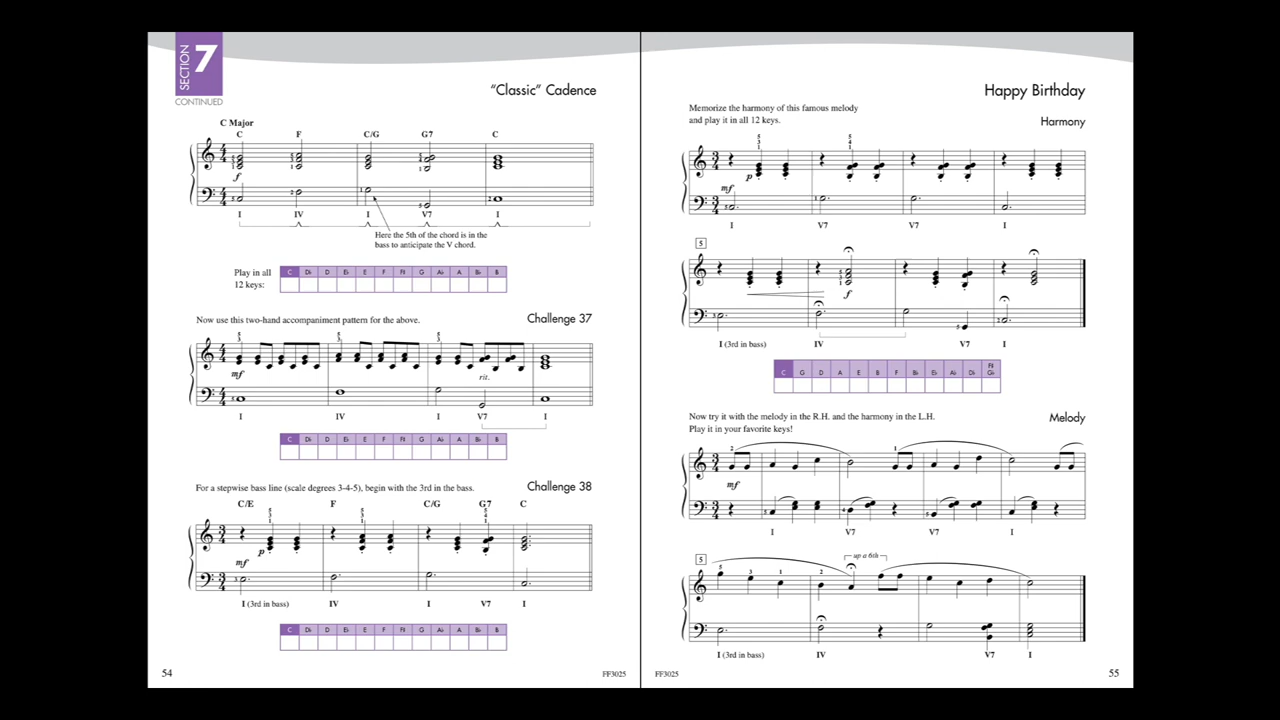 SECTION 7
CONTINUED
"Classic" Cadence
C Major
C F C/G G7 C
f
I IV I V7 I
Here the 5th of the chord is in the
bass to anticipate the V chord.
Play in all
12 keys:
C D♭ D E♭ E F F♯ G A♭ A B♭ B
Now use this two-hand accompaniment pattern for the above.
Challenge 37
mf
rit.
I IV I V7 I
C D♭ D E♭ E F F♯ G A♭ A B♭ B
For a stepwise bass line (scale degrees 3-4-5), begin with the 3rd in the bass.
Challenge 38
C/E F C/G G7 C
p
mf
I (3rd in bass) IV I V7 I
C D♭ D E♭ E F F♯ G A♭ A B♭ B
54
FF3025
Happy Birthday
Memorize the harmony of this famous melody
and play it in all 12 keys.
Harmony
p
mf
I V7 V7 I
5
f
I (3rd in bass) IV V7 I
C G D A E B F B♭ E♭ A♭ D♭ F♯ G♭
Now try it with the melody in the R.H. and the harmony in the L.H.
Play it in your favorite keys!
Melody
mf
I V7 V7 I
5
up a 6th
I (3rd in bass) IV V7 I
FF3025
55